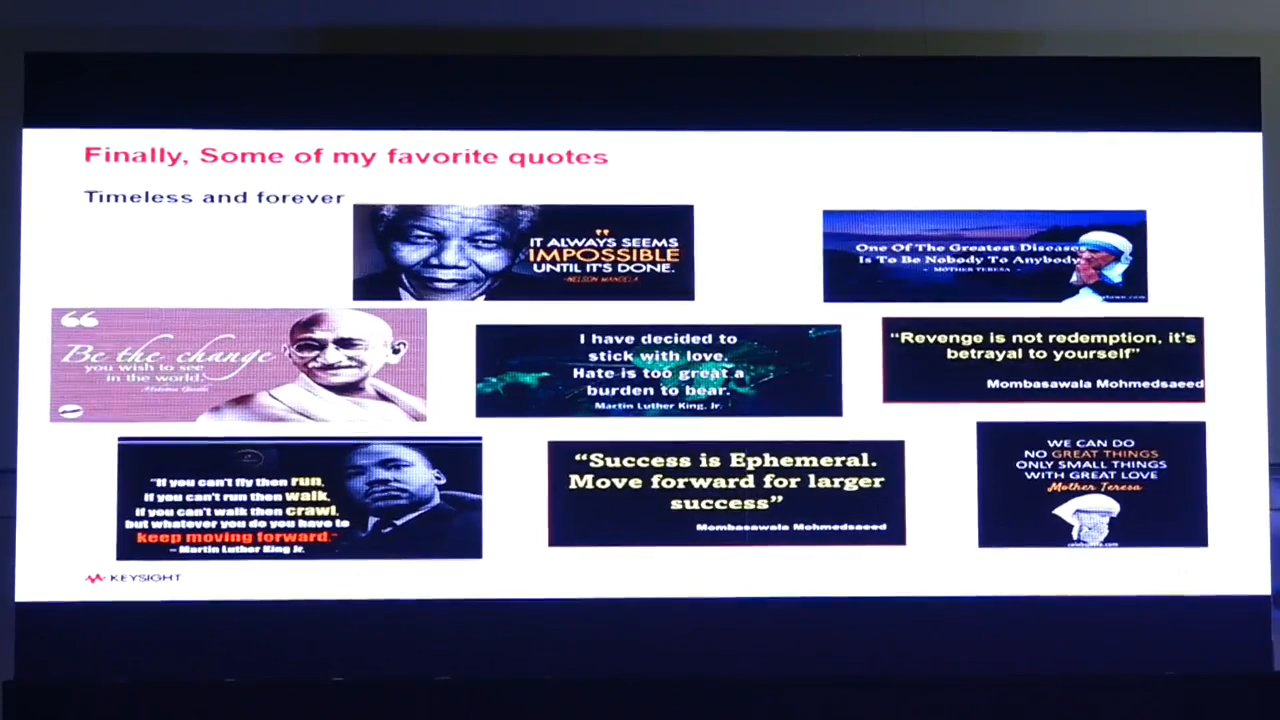 Finally, Some of my favorite quotes
Timeless and forever
IT ALWAYS SEEMS
IMPOSSIBLE
UNTIL IT'S DONE.
-NELSON MANDELA
One Of The Greatest Diseases
Is To Be Nobody To Anybody.
~ MOTHER TERESA ~
Be the change
you wish to see
in the world.
I have decided to
stick with love.
Hate is too great a
burden to bear.
Martin Luther King, Jr.
“Revenge is not redemption, it's
betrayal to yourself”
Mombasawala Mohmedsaeed
"If you can't fly then run,
if you can't run then walk,
if you can't walk then crawl,
but whatever you do you have to
keep moving forward."
– Martin Luther King Jr.
“Success is Ephemeral.
Move forward for larger
success”
Mombasawala Mohmedsaeed
WE CAN DO
NO GREAT THINGS
ONLY SMALL THINGS
WITH GREAT LOVE
Mother Teresa
KEYSIGHT